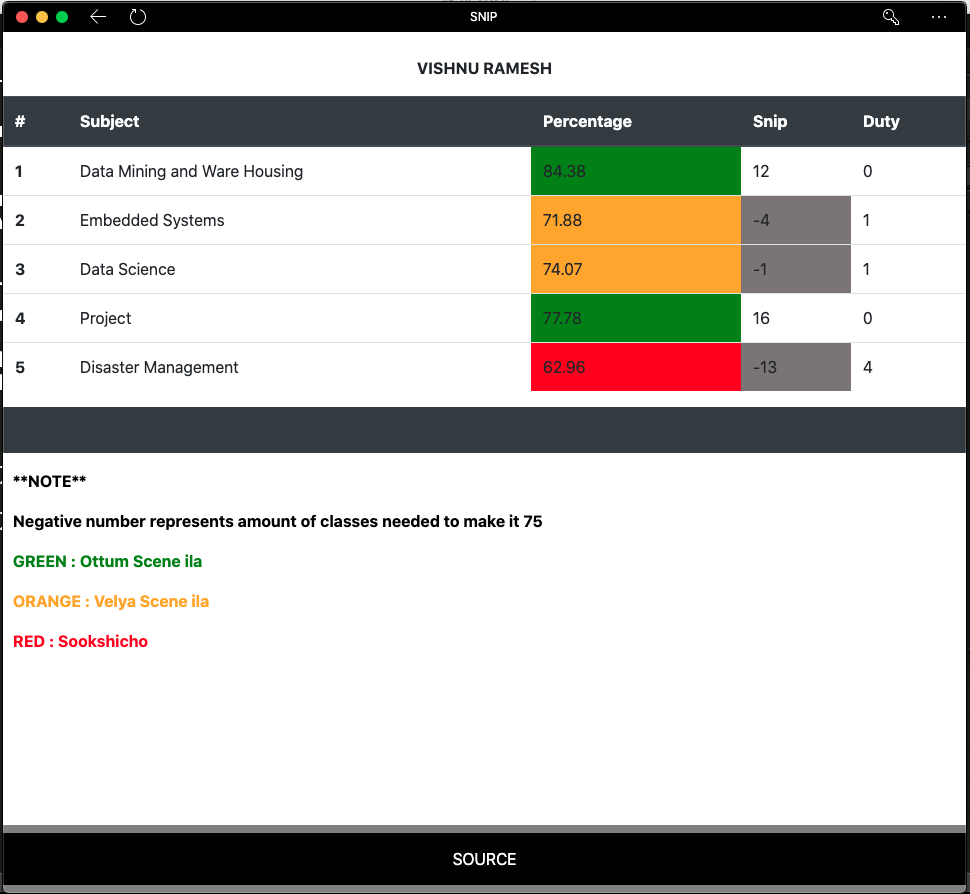 SNIP
VISHNU RAMESH
# Subject Percentage Snip Duty
1 Data Mining and Ware Housing 84.38 12 0
2 Embedded Systems 71.88 -4 1
3 Data Science 74.07 -1 1
4 Project 77.78 16 0
5 Disaster Management 62.96 -13 4
**NOTE**
Negative number represents amount of classes needed to make it 75
GREEN : Ottum Scene ila
ORANGE : Velya Scene ila
RED : Sookshicho
SOURCE